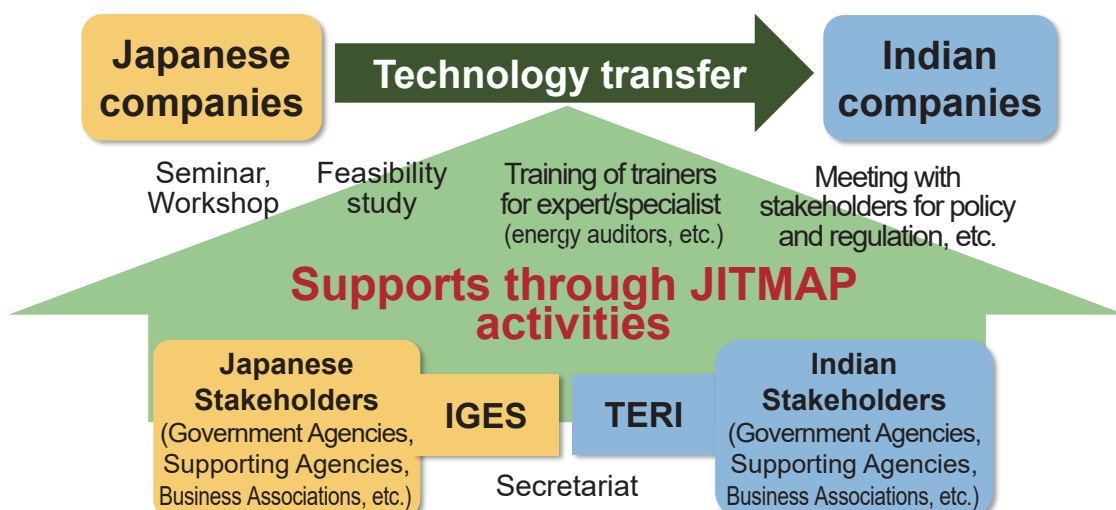 Japanese
companies
Technology transfer
Indian
companies
Seminar,
Workshop
Feasibility
study
Training of trainers
for expert/specialist
(energy auditors, etc.)
Meeting with
stakeholders for policy
and regulation, etc.
Supports through JITMAP
activities
Japanese
Stakeholders
(Government Agencies,
Supporting Agencies,
Business Associations, etc.)
IGES
TERI
Secretariat
Indian
Stakeholders
(Government Agencies,
Supporting Agencies,
Business Associations, etc.)